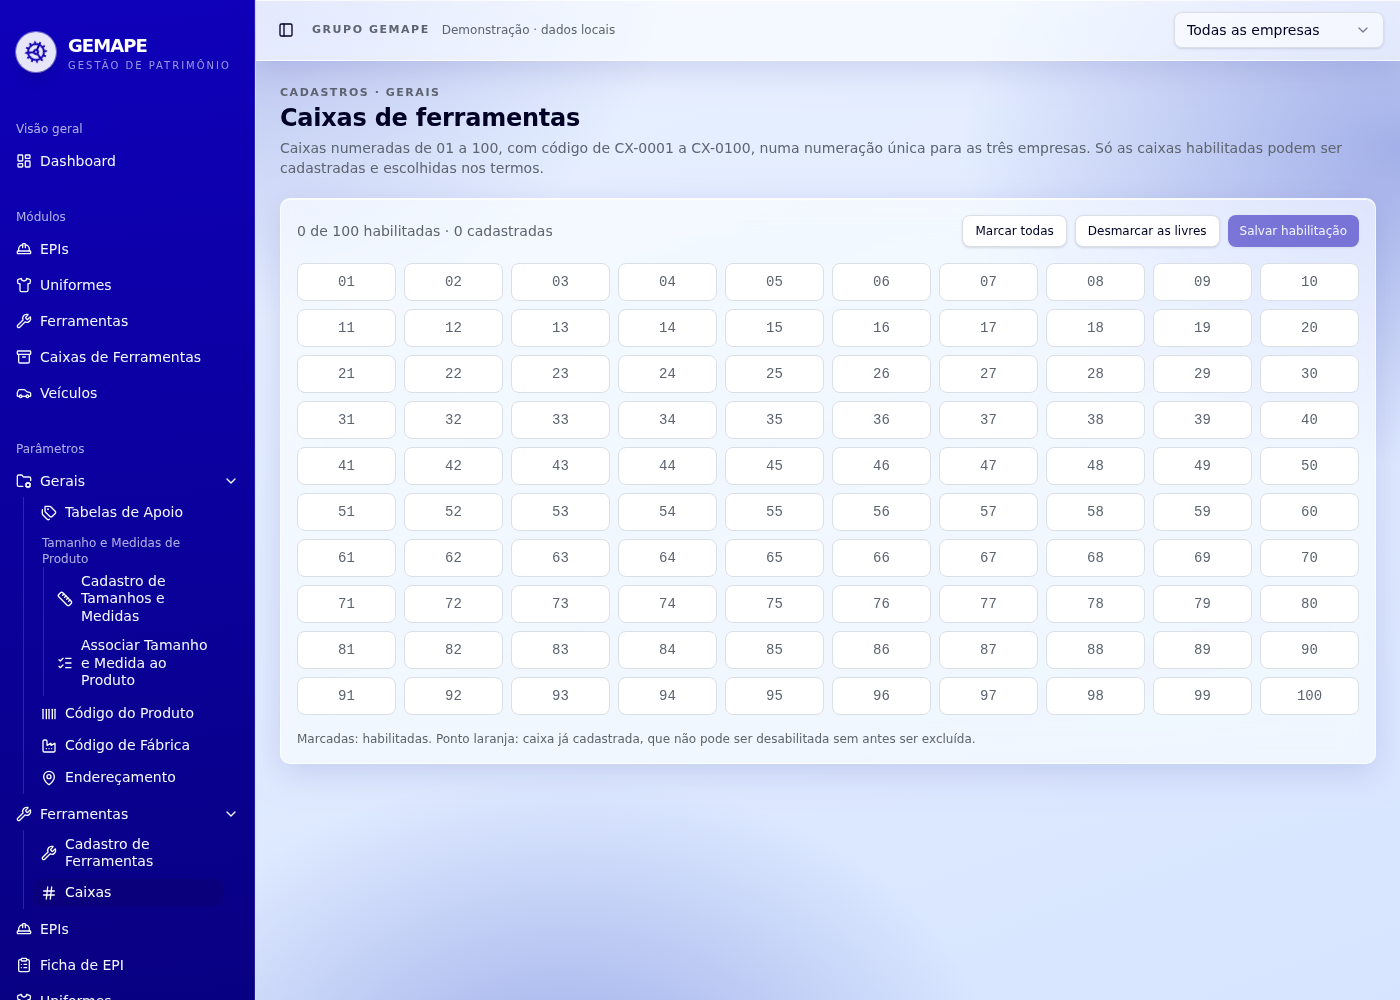 GEMAPE
GESTÃO DE PATRIMÔNIO
Visão geral
Dashboard
Módulos
EPIs
Uniformes
Ferramentas
Caixas de Ferramentas
Veículos
Parâmetros
Gerais
Tabelas de Apoio
Tamanho e Medidas de
Produto
Cadastro de
Tamanhos e
Medidas
Associar Tamanho
e Medida ao
Produto
Código do Produto
Código de Fábrica
Endereçamento
Ferramentas
Cadastro de
Ferramentas
Caixas
EPIs
Ficha de EPI
Uniformes
GRUPO GEMAPE Demonstração · dados locais
Todas as empresas
CADASTROS · GERAIS
Caixas de ferramentas
Caixas numeradas de 01 a 100, com código de CX-0001 a CX-0100, numa numeração única para as três empresas. Só as caixas habilitadas podem ser
cadastradas e escolhidas nos termos.
0 de 100 habilitadas · 0 cadastradas
Marcar todas Desmarcar as livres Salvar habilitação
01 02 03 04 05 06 07 08 09 10
11 12 13 14 15 16 17 18 19 20
21 22 23 24 25 26 27 28 29 30
31 32 33 34 35 36 37 38 39 40
41 42 43 44 45 46 47 48 49 50
51 52 53 54 55 56 57 58 59 60
61 62 63 64 65 66 67 68 69 70
71 72 73 74 75 76 77 78 79 80
81 82 83 84 85 86 87 88 89 90
91 92 93 94 95 96 97 98 99 100
Marcadas: habilitadas. Ponto laranja: caixa já cadastrada, que não pode ser desabilitada sem antes ser excluída.